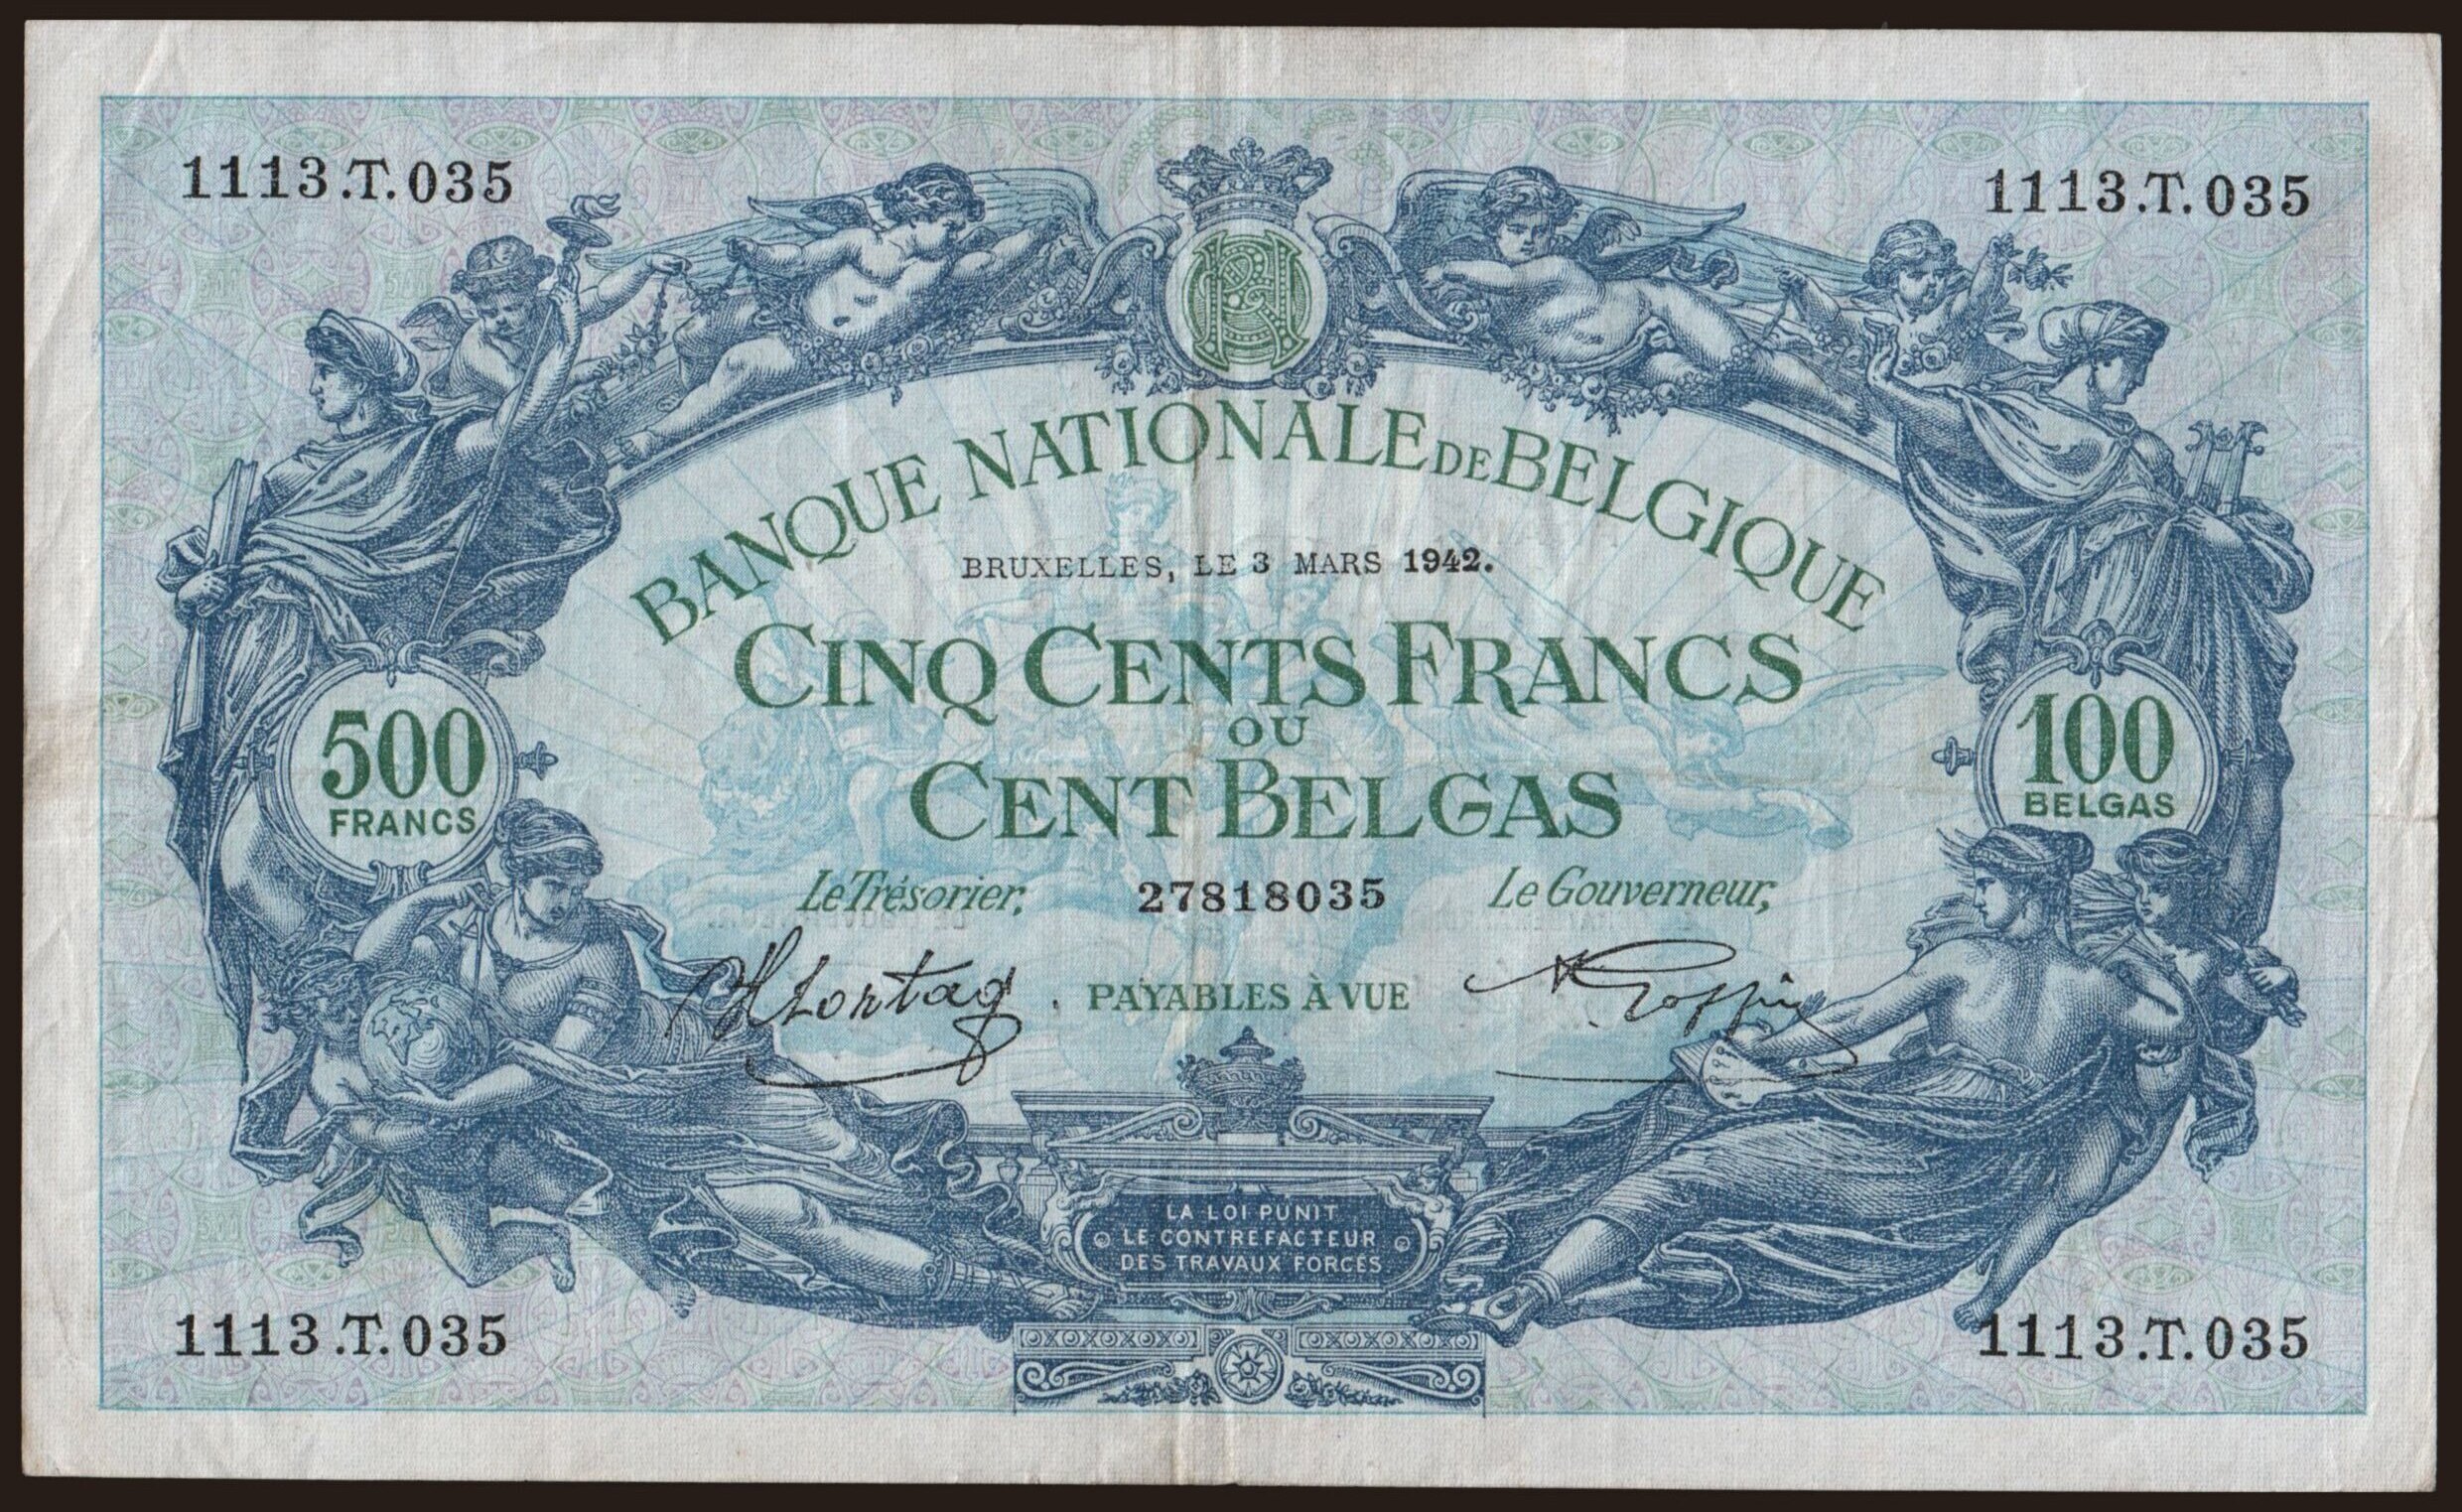 1113.T.035
1113.T.035
BANQUE NATIONALE DE BELGIQUE
BRUXELLES, LE 3 MARS 1942.
CINQ CENTS FRANCS
OU
CENT BELGAS
500
FRANCS
100
BELGAS
Le Trésorier,
27818035
Le Gouverneur,
PAYABLES À VUE
LA LOI PUNIT
LE CONTREFACTEUR
DES TRAVAUX FORCÉS
1113.T.035
1113.T.035